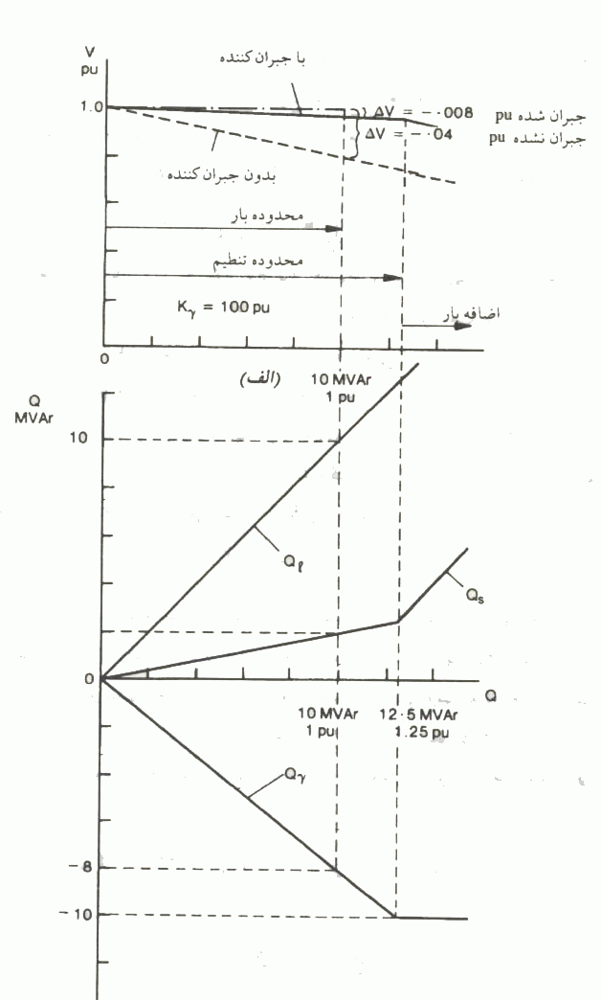 V
pu
با جبران‌کننده
1.0
ΔV = -·008 جبران شده pu
ΔV = -·04 جبران نشده pu
بدون جبران‌کننده
محدوده بار
محدوده تنظیم
Kγ = 100 pu
اضافه بار
0
(الف)
10 MVAr
1 pu
Q
MVAr
10
Qℓ
Qs
0
Q
10 MVAr
1 pu
12·5 MVAr
1.25 pu
Qγ
-8
-10